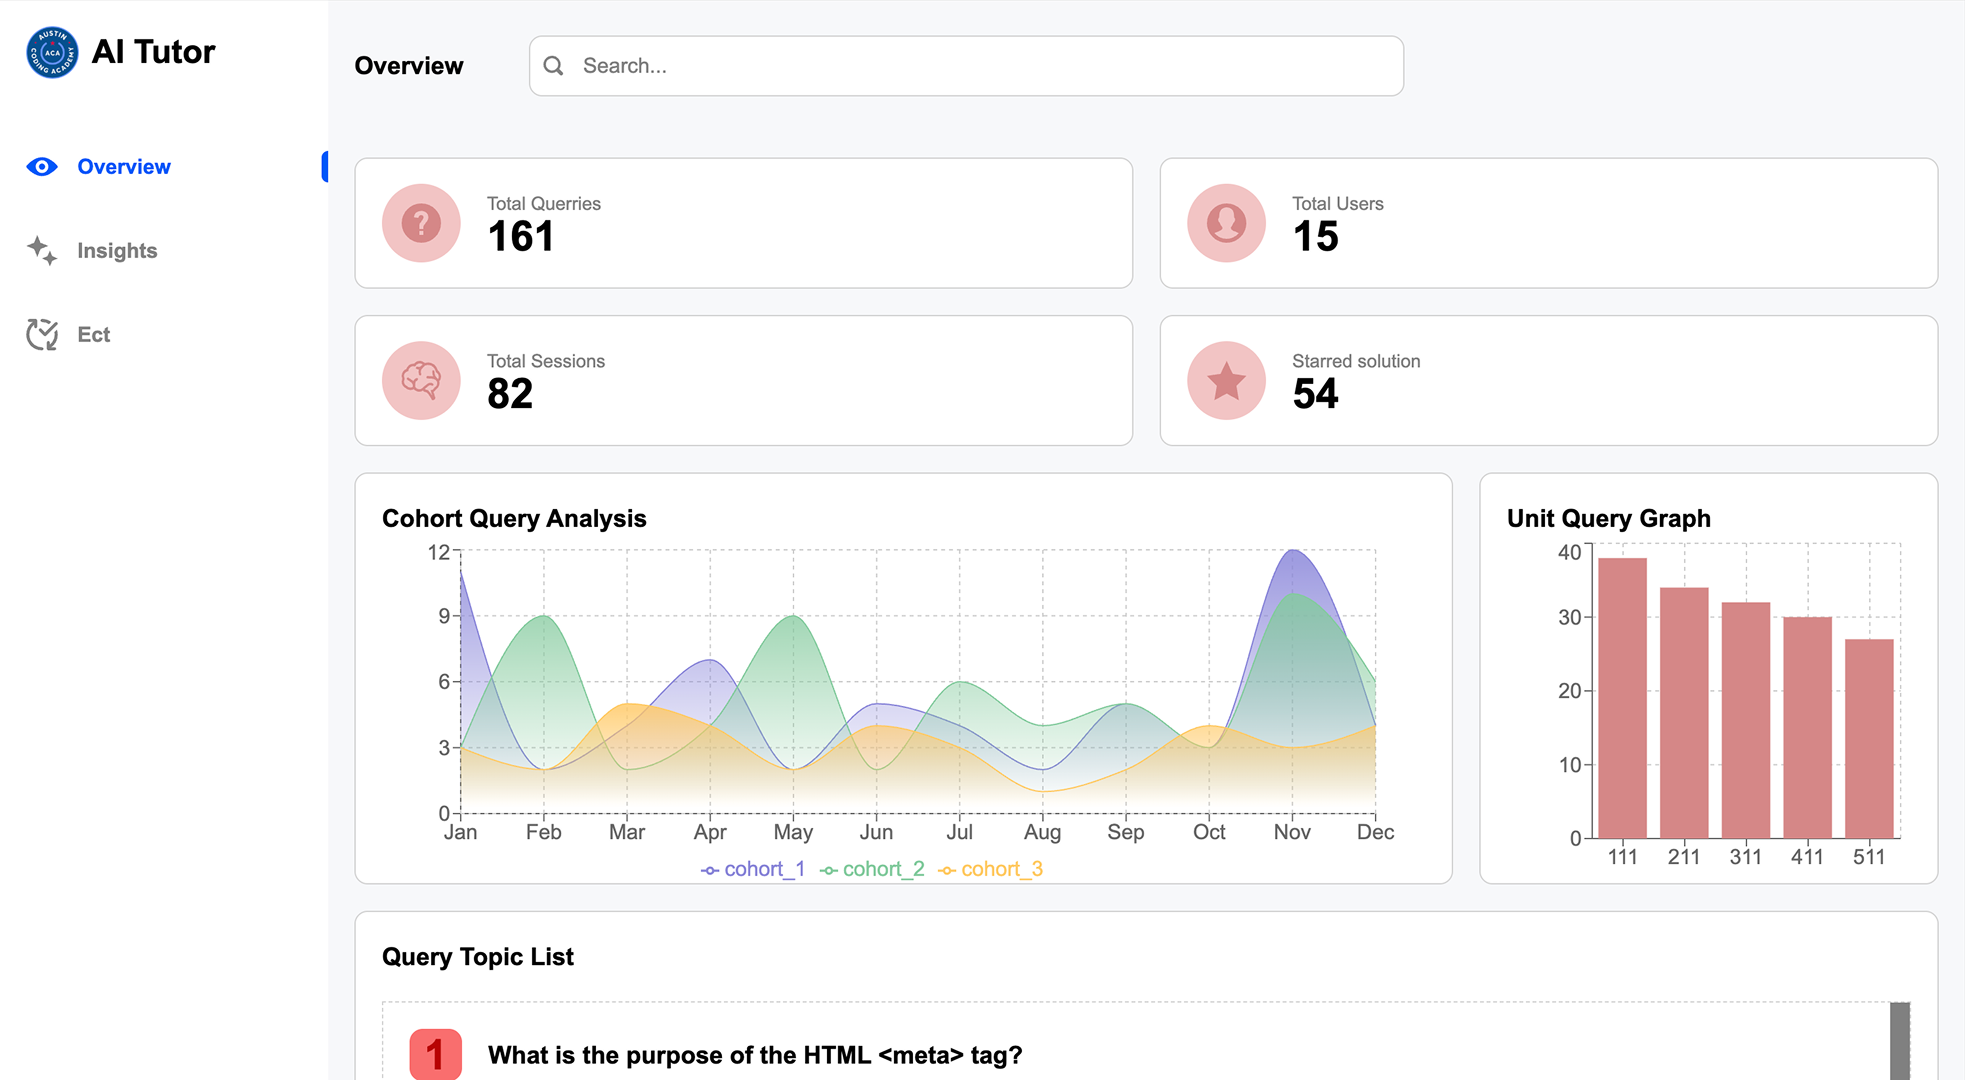 AUSTIN
ACA
CODING ACADEMY
AI Tutor
Overview
Insights
Ect
Overview
Search...
Total Querries
161
Total Users
15
Total Sessions
82
Starred solution
54
Cohort Query Analysis
12
9
6
3
0
Jan Feb Mar Apr May Jun Jul Aug Sep Oct Nov Dec
cohort_1 cohort_2 cohort_3
Unit Query Graph
40
30
20
10
0
111 211 311 411 511
Query Topic List
1 What is the purpose of the HTML <meta> tag?